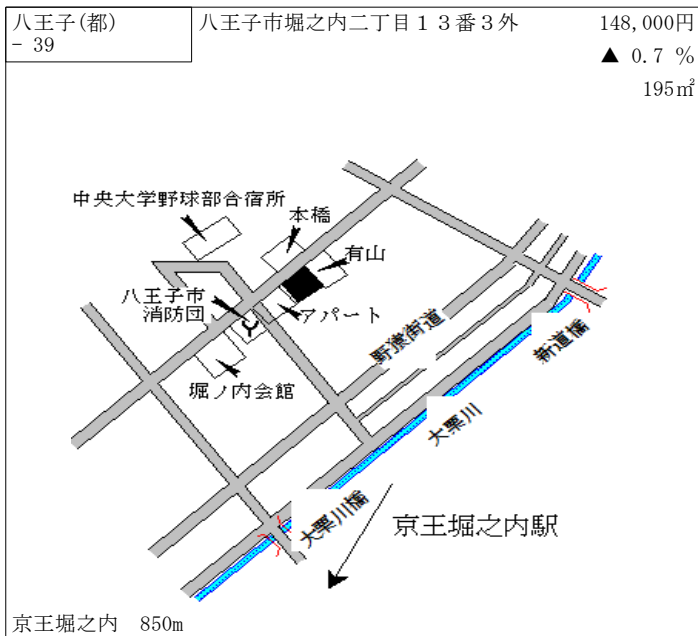 八王子(都)
- 39
八王子市堀之内二丁目１３番３外
148,000円
▲ 0.7 %
195㎡
中央大学野球部合宿所
本橋
有山
八王子市
消防団
アパート
堀ノ内会館
野猿街道
新道橋
大栗川
大栗川橋
京王堀之内駅
京王堀之内　850m